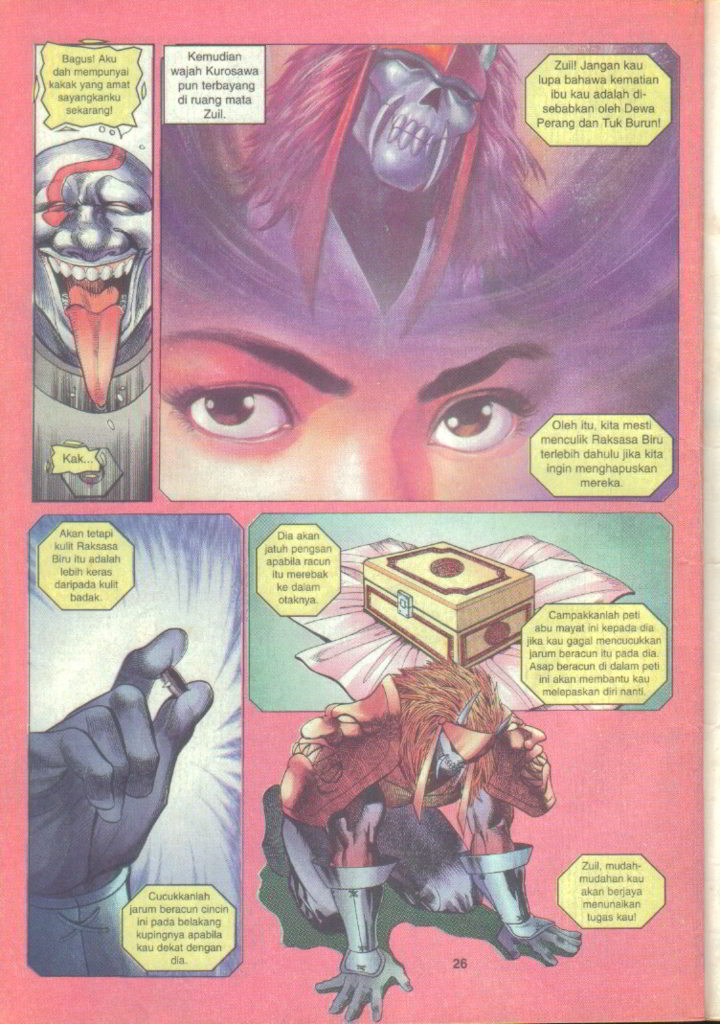 Bagus! Aku
dah mempunyai
kakak yang amat
sayangkanku
sekarang!
Kak...
Kemudian
wajah Kurosawa
pun terbayang
di ruang mata
Zuil.
Zuil! Jangan kau
lupa bahawa kematian
ibu kau adalah di-
sebabkan oleh Dewa
Perang dan Tuk Burun!
Oleh itu, kita mesti
menculik Raksasa Biru
terlebih dahulu jika kita
ingin menghapuskan
mereka.
Akan tetapi
kulit Raksasa
Biru itu adalah
lebih keras
daripada kulit
badak.
Cucukkanlah
jarum beracun cincin
ini pada belakang
kupingnya apabila
kau dekat dengan
dia.
Dia akan
jatuh pengsan
apabila racun
itu merebak
ke dalam
otaknya.
Campakkanlah peti
abu mayat ini kepada dia
jika kau gagal mencucukkan
jarum beracun itu pada dia.
Asap beracun di dalam peti
ini akan membantu kau
melepaskan diri nanti.
Zuil, mudah-
mudahan kau
akan berjaya
menunaikan
tugas kau!
26